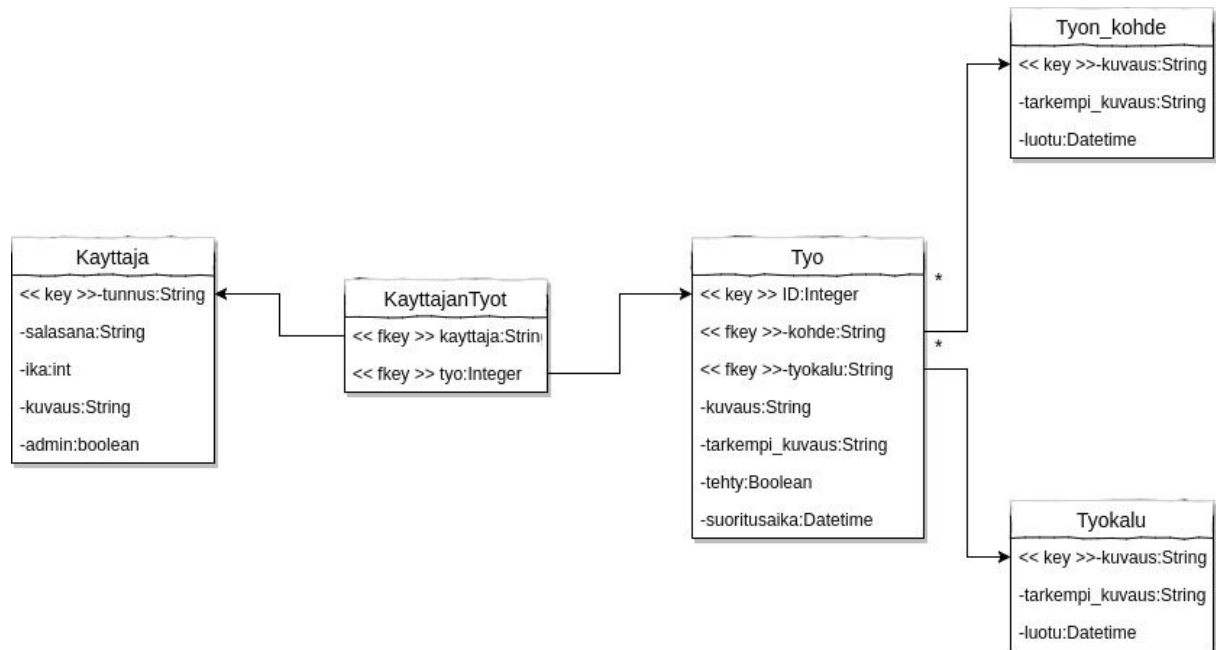 Tyon_kohde
<< key >>-kuvaus:String
-tarkempi_kuvaus:String
-luotu:Datetime
Kayttaja
<< key >>-tunnus:String
-salasana:String
-ika:int
-kuvaus:String
-admin:boolean
KayttajanTyot
<< fkey >> kayttaja:String
<< fkey >> tyo:Integer
Tyo
<< key >> ID:Integer
<< fkey >>-kohde:String
<< fkey >>-tyokalu:String
-kuvaus:String
-tarkempi_kuvaus:String
-tehty:Boolean
-suoritusaika:Datetime
*
*
Tyokalu
<< key >>-kuvaus:String
-tarkempi_kuvaus:String
-luotu:Datetime